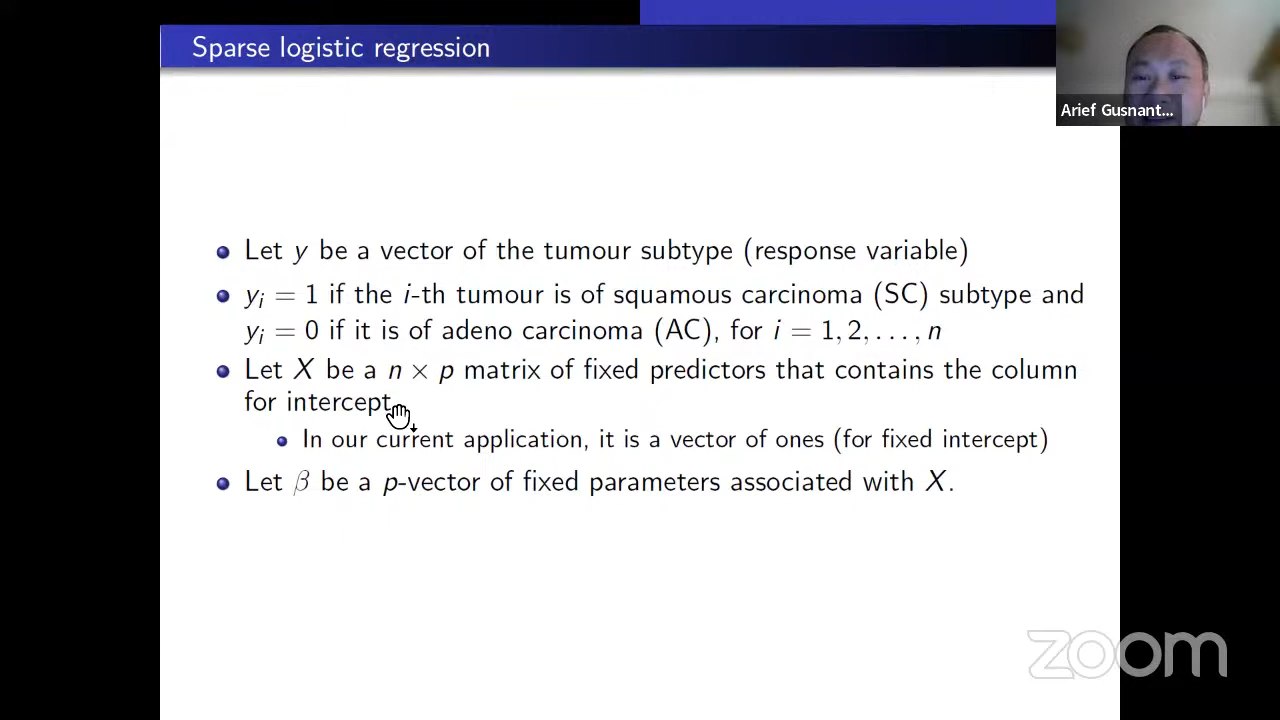 Sparse logistic regression
Arief Gusnant...
Let y be a vector of the tumour subtype (response variable)
yᵢ = 1 if the i-th tumour is of squamous carcinoma (SC) subtype and
yᵢ = 0 if it is of adeno carcinoma (AC), for i = 1, 2, . . . , n
Let X be a n × p matrix of fixed predictors that contains the column
for intercept
In our current application, it is a vector of ones (for fixed intercept)
Let β be a p-vector of fixed parameters associated with X.
zoom